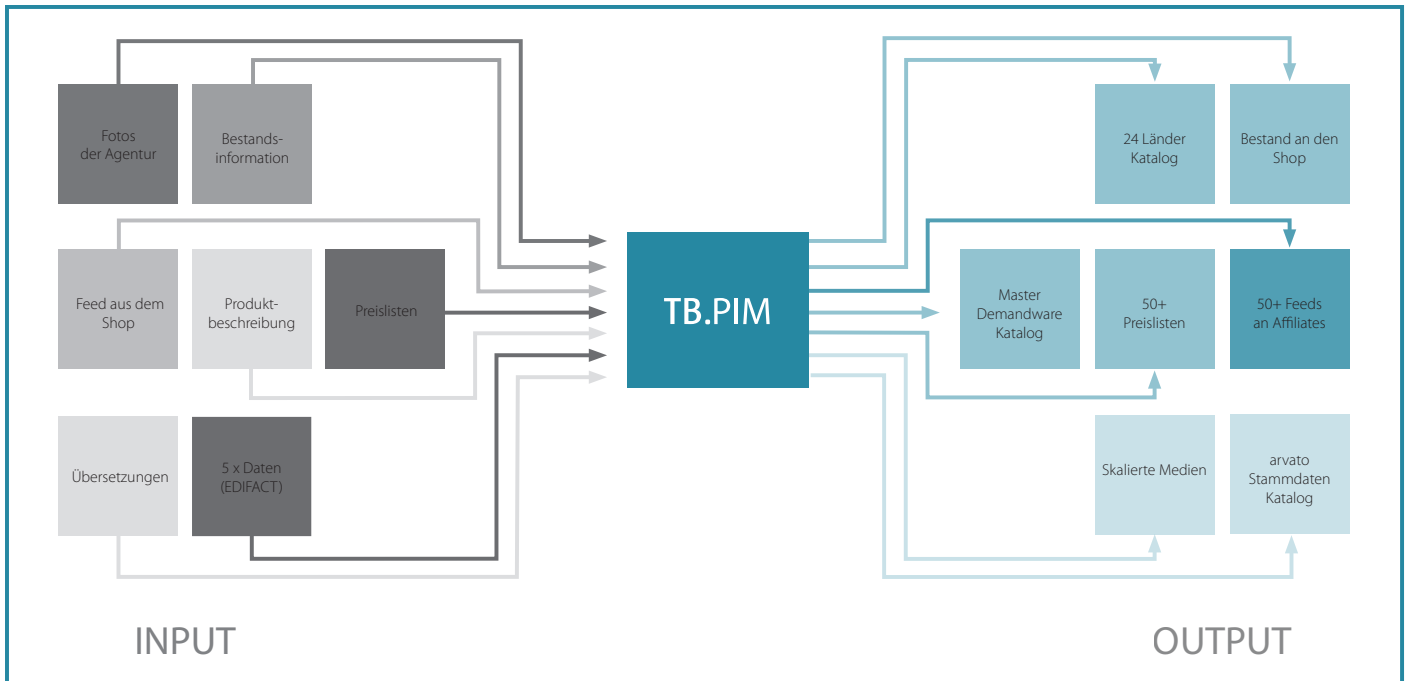 Fotos
der Agentur
Bestands-
information
24 Länder
Katalog
Bestand an den
Shop
Feed aus dem
Shop
Produkt-
beschreibung
Preislisten
TB.PIM
Master
Demandware
Katalog
50+
Preislisten
50+ Feeds
an Affiliates
Übersetzungen
5 x Daten
(EDIFACT)
Skalierte Medien
arvato
Stammdaten
Katalog
INPUT
OUTPUT